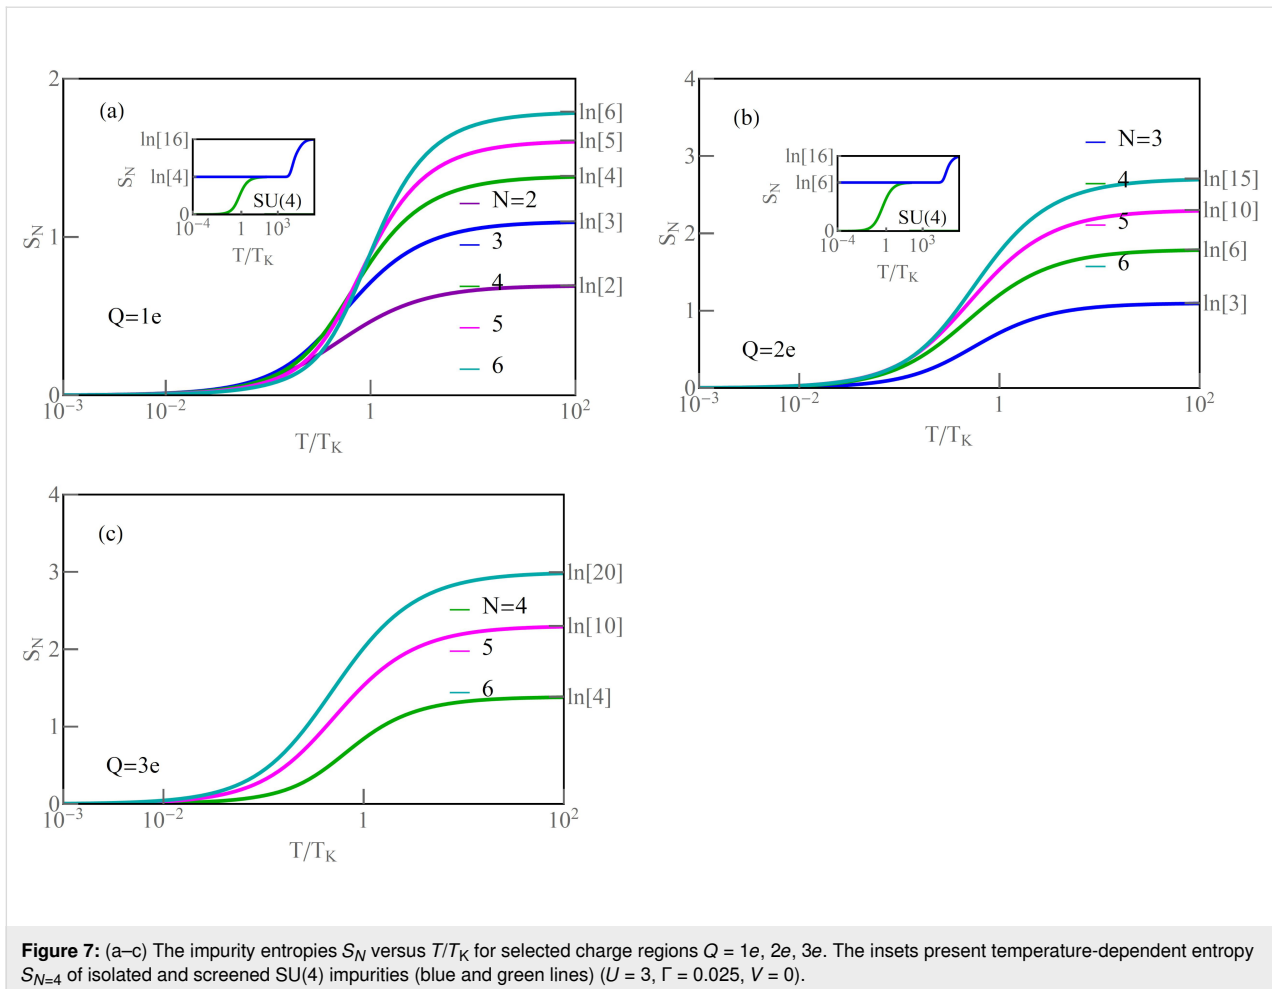 2
(a)
ln[6]
ln[5]
ln[4]
ln[3]
ln[2]
S_N
1
0
ln[16]
ln[4]
0
S_N
SU(4)
10^-4
1
10^3
T/T_K
N=2
3
4
5
6
Q=1e
10^-3
10^-2
1
10^2
T/T_K
4
(b)
3
2
1
0
S_N
ln[16]
ln[6]
0
S_N
SU(4)
10^-4
1
10^3
T/T_K
N=3
4
5
6
ln[15]
ln[10]
ln[6]
ln[3]
Q=2e
10^-3
10^-2
1
10^2
T/T_K
4
(c)
3
2
1
0
S_N
ln[20]
ln[10]
ln[4]
N=4
5
6
Q=3e
10^-3
10^-2
1
10^2
T/T_K
Figure 7: (a–c) The impurity entropies S_N versus T/T_K for selected charge regions Q = 1e, 2e, 3e. The insets present temperature-dependent entropy
S_N=4 of isolated and screened SU(4) impurities (blue and green lines) (U = 3, Γ = 0.025, V = 0).